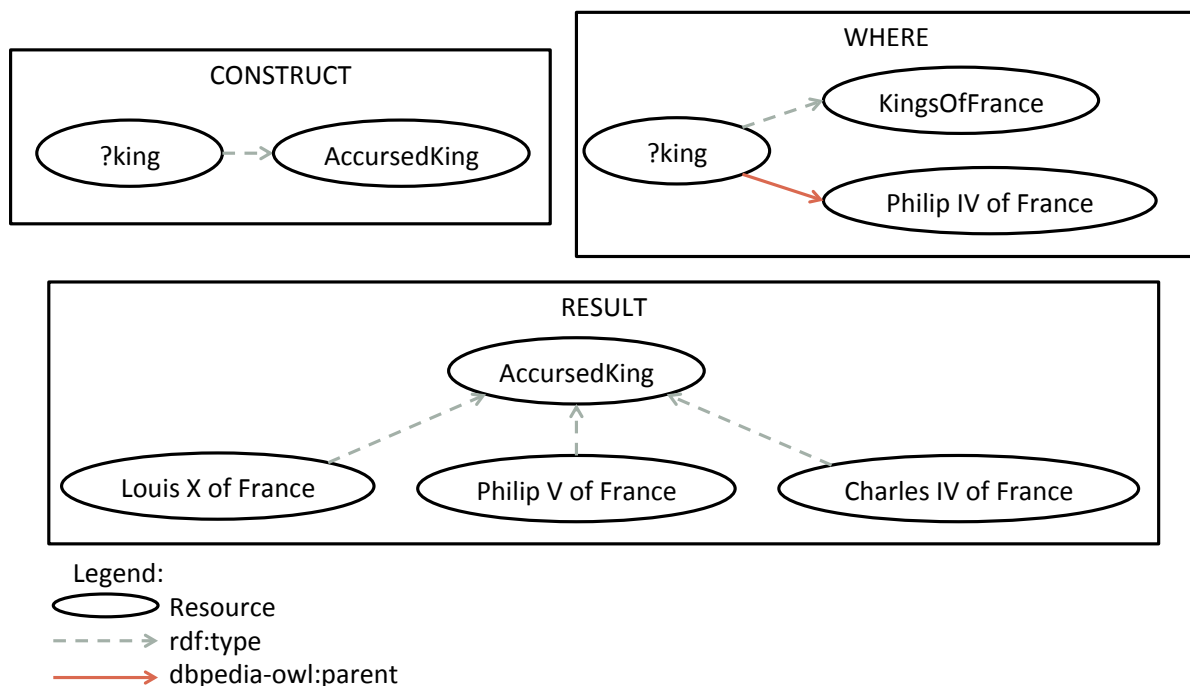 CONSTRUCT
?king
AccursedKing
WHERE
KingsOfFrance
?king
Philip IV of France
RESULT
AccursedKing
Louis X of France
Philip V of France
Charles IV of France
Legend:
Resource
rdf:type
dbpedia-owl:parent